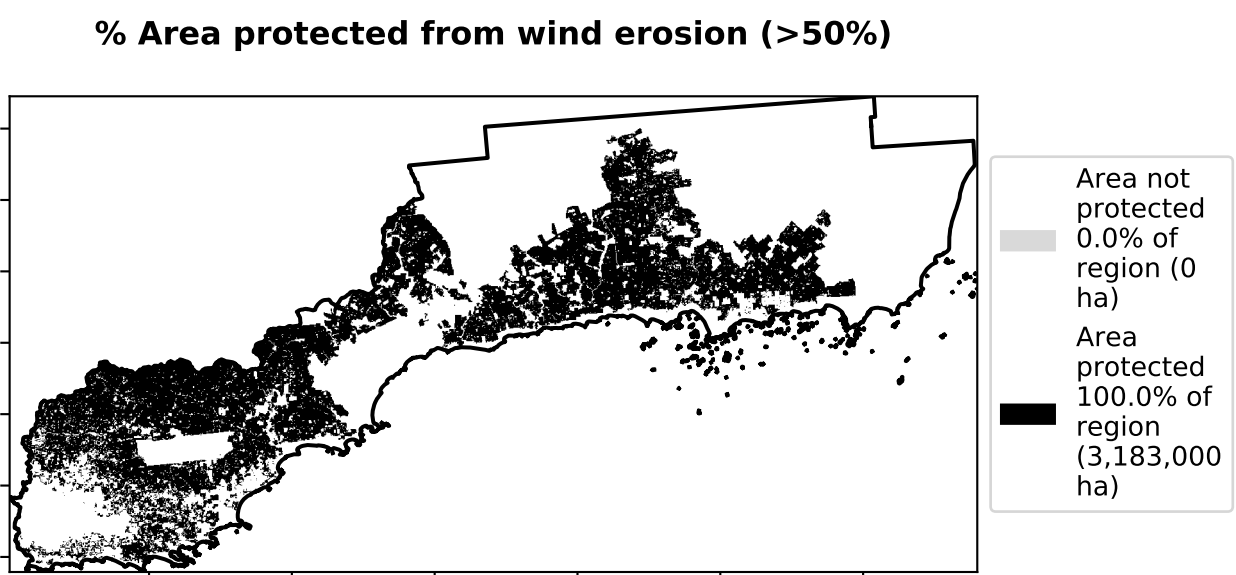 % Area protected from wind erosion (>50%)
Area not
protected
0.0% of
region (0
ha)
Area
protected
100.0% of
region
(3,183,000
ha)